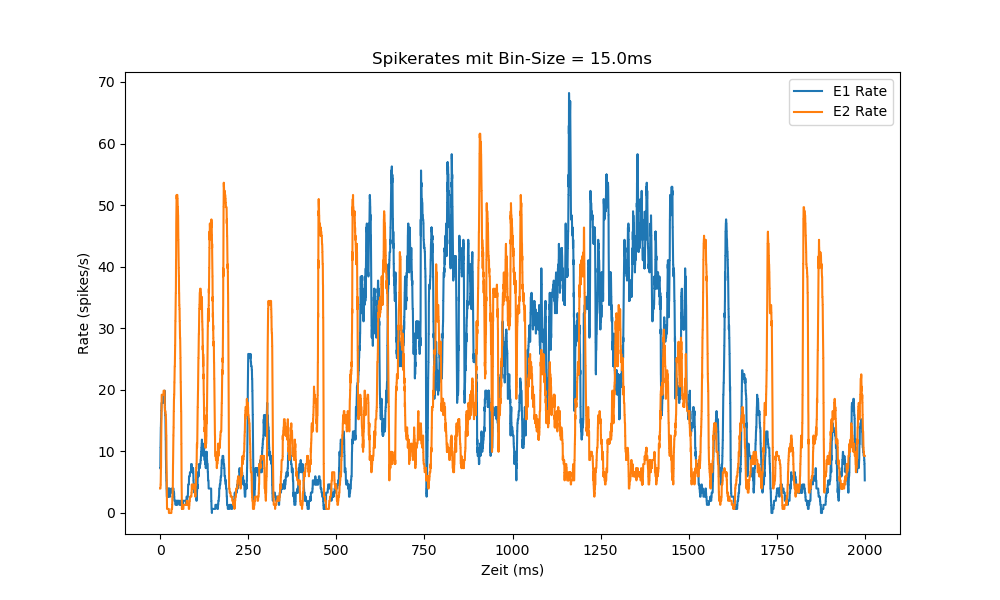 Spikerates mit Bin-Size = 15.0ms
E1 Rate
E2 Rate
Rate (spikes/s)
70
60
50
40
30
20
10
0
0 250 500 750 1000 1250 1500 1750 2000
Zeit (ms)